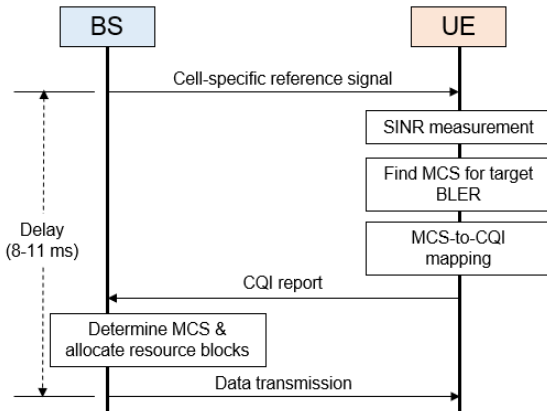 BS
UE
Cell-specific reference signal
SINR measurement
Find MCS for target
BLER
Delay
(8-11 ms)
MCS-to-CQI
mapping
CQI report
Determine MCS &
allocate resource blocks
Data transmission